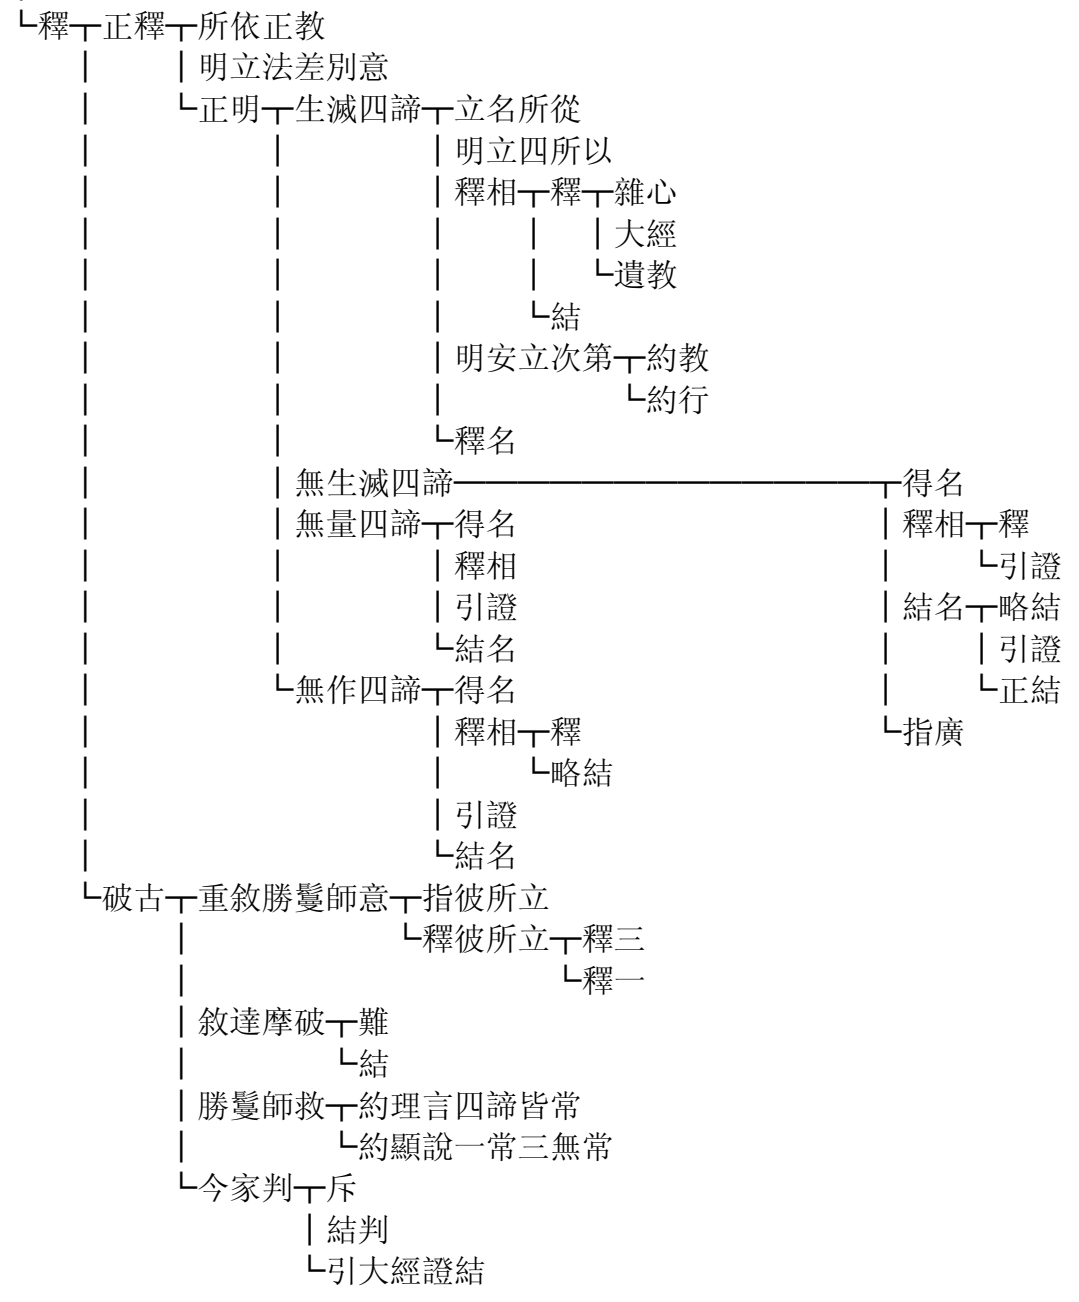 └釋┬正釋┬所依正教
│明立法差別意
└正明┬生滅四諦┬立名所從
│明立四所以
釋相┬釋┬雜心
│大經
└遺教
└結
│明安立次第┬約教
└約行
└釋名
│無生滅四諦─────────────┬得名
│無量四諦┬得名 │釋相┬釋
│釋相 └引證
│引證 │結名┬略結
└結名 │引證
└無作四諦┬得名 └正結
│釋相┬釋 └指廣
└略結
│引證
└結名
└破古┬重敘勝鬘師意┬指彼所立
└釋彼所立┬釋三
└釋一
│敘達摩破┬難
└結
│勝鬘師救┬約理言四諦皆常
└約顯說一常三無常
└今家判┬斥
│結判
└引大經證結